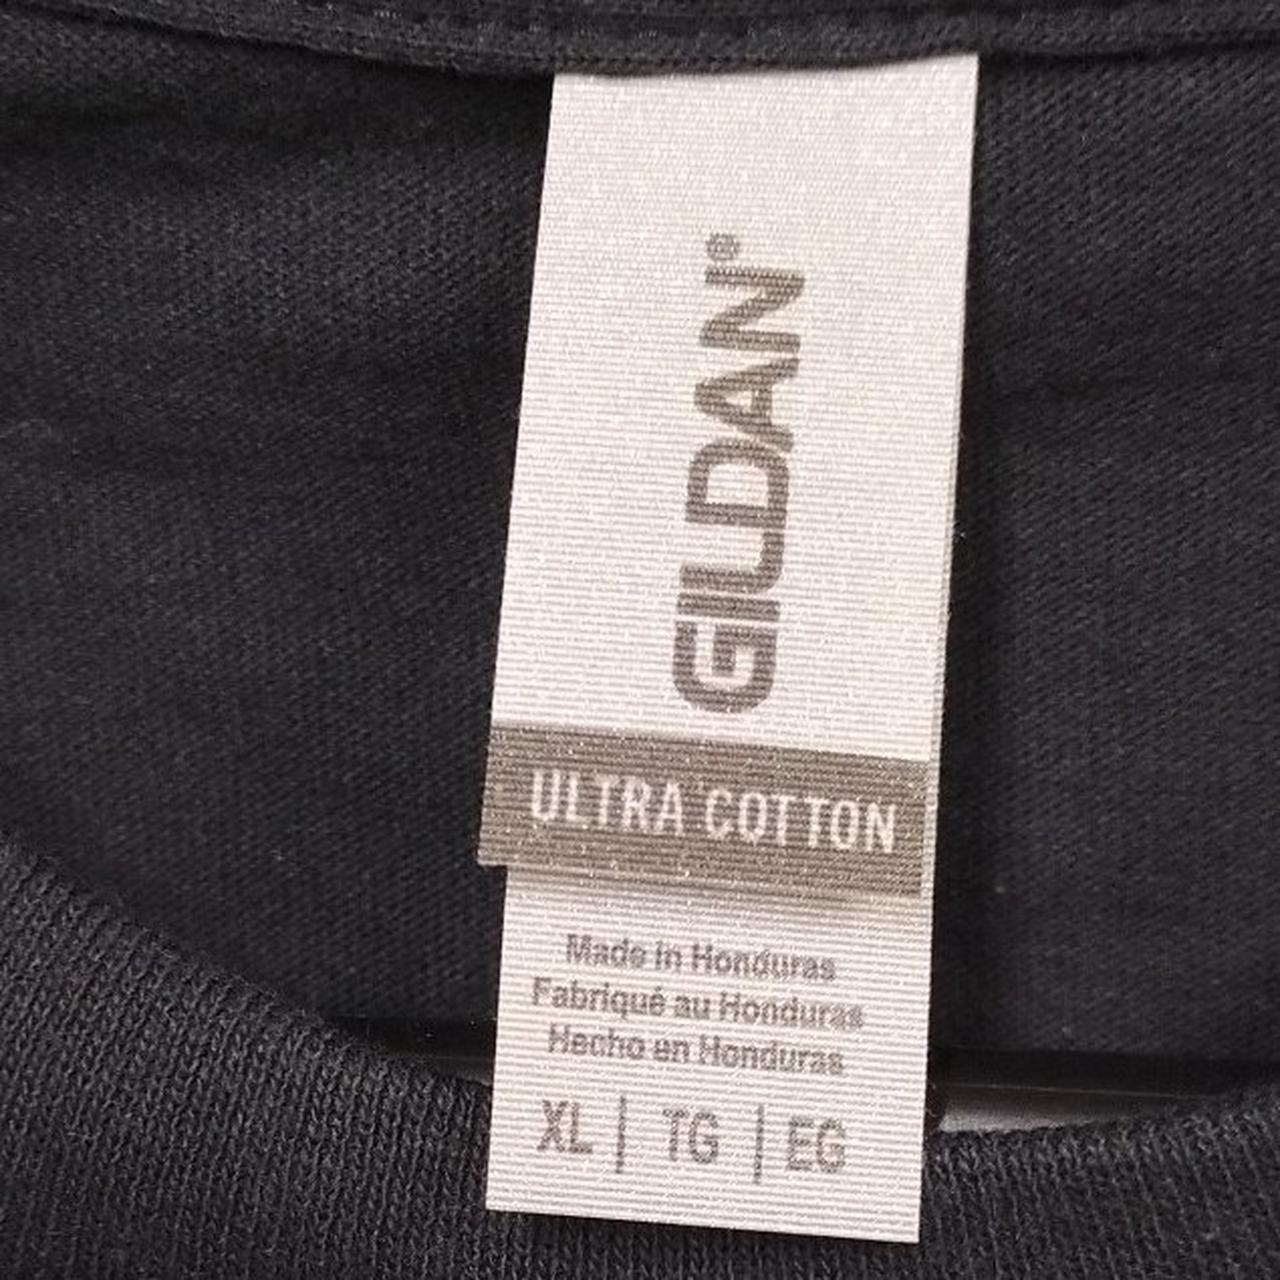 GILDAN®
ULTRA COTTON
Made in Honduras
Fabriqué au Honduras
Hecho en Honduras
XL | TG | EG